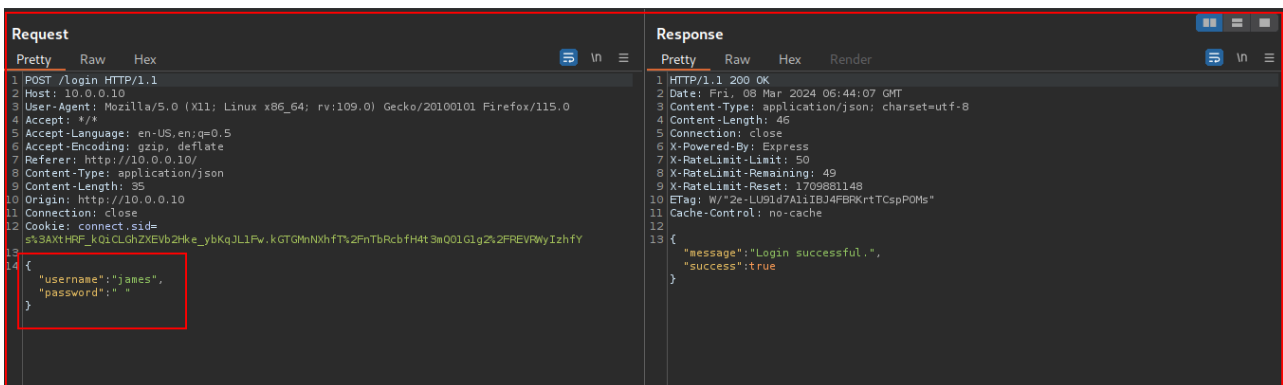 Request
Pretty Raw Hex
\n
1 POST /login HTTP/1.1
2 Host: 10.0.0.10
3 User-Agent: Mozilla/5.0 (X11; Linux x86_64; rv:109.0) Gecko/20100101 Firefox/115.0
4 Accept: */*
5 Accept-Language: en-US,en;q=0.5
6 Accept-Encoding: gzip, deflate
7 Referer: http://10.0.0.10/
8 Content-Type: application/json
9 Content-Length: 35
10 Origin: http://10.0.0.10
11 Connection: close
12 Cookie: connect.sid=
s%3AXtHRF_kQiCLGhZXEVb2Hke_ybKqJL1Fw.kGTGMnNXhfT%2FnTbRcbfH4t3mQ01G1g2%2FREVRWyIzhfY
13
14 {
"username":"james",
"password":" "
}
Response
Pretty Raw Hex Render
\n
1 HTTP/1.1 200 OK
2 Date: Fri, 08 Mar 2024 06:44:07 GMT
3 Content-Type: application/json; charset=utf-8
4 Content-Length: 46
5 Connection: close
6 X-Powered-By: Express
7 X-RateLimit-Limit: 50
8 X-RateLimit-Remaining: 49
9 X-RateLimit-Reset: 1709881148
10 ETag: W/"2e-LU91d7A1iIBJ4FBRKrtTCspPOMs"
11 Cache-Control: no-cache
12
13 {
"message":"Login successful.",
"success":true
}